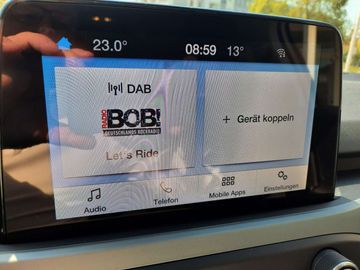 23.0° 08:59 13°
DAB
RADIO
BOB!
DEUTSCHLANDS ROCKRADIO
Let's Ride
+ Gerät koppeln
Audio
Telefon
Mobile Apps
Einstellungen